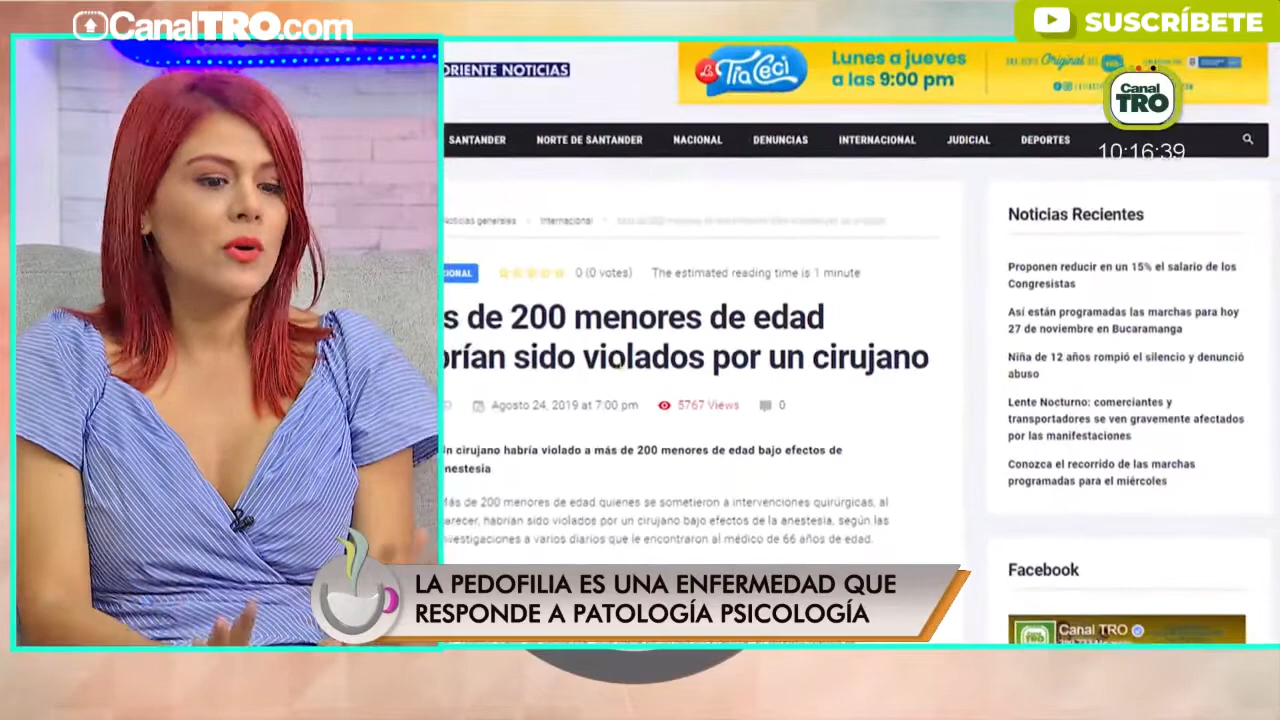 CanalTRO.com
SUSCRÍBETE
ORIENTE NOTICIAS
La Tía Ceci
Lunes a jueves
a las 9:00 pm
Original
Canal
TRO
10:16:39
SANTANDER NORTE DE SANTANDER NACIONAL DENUNCIAS INTERNACIONAL JUDICIAL DEPORTES
oticias generales Internacional
IONAL 0 (0 votes) The estimated reading time is 1 minute
s de 200 menores de edad
brían sido violados por un cirujano
Agosto 24, 2019 at 7:00 pm 5767 Views 0
Un cirujano habría violado a más de 200 menores de edad bajo efectos de
nestesia
Más de 200 menores de edad quienes se sometieron a intervenciones quirúrgicas, al
arecer, habrían sido violados por un cirujano bajo efectos de la anestesia, según las
nvestigaciones a varios diarios que le encontraron al médico de 66 años de edad.
Noticias Recientes
Proponen reducir en un 15% el salario de los
Congresistas
Así están programadas las marchas para hoy
27 de noviembre en Bucaramanga
Niña de 12 años rompió el silencio y denunció
abuso
Lente Nocturno: comerciantes y
transportadores se ven gravemente afectados
por las manifestaciones
Conozca el recorrido de las marchas
programadas para el miércoles
Facebook
Canal TRO
LA PEDOFILIA ES UNA ENFERMEDAD QUE
RESPONDE A PATOLOGÍA PSICOLOGÍA